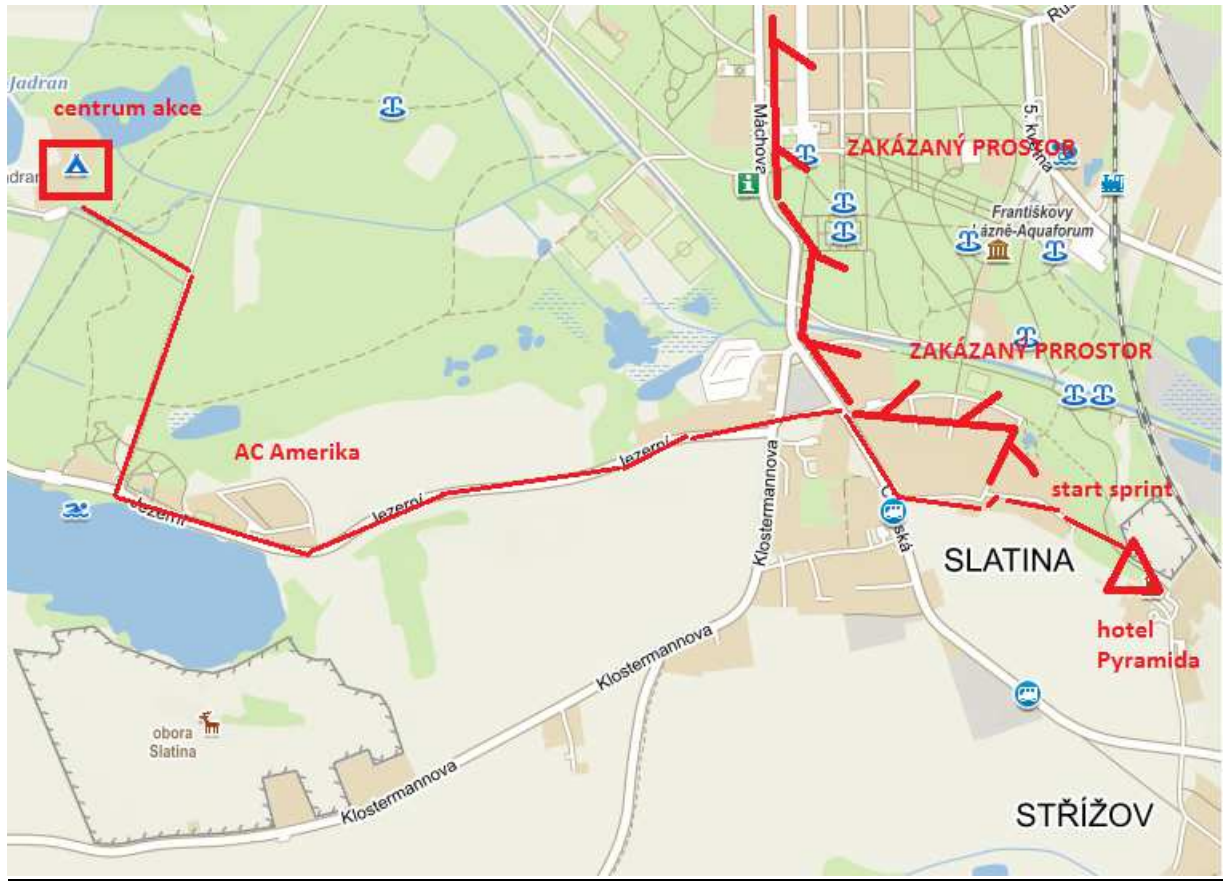 Jadran
centrum akce
Máchova
Rus
5. května
ZAKÁZANÝ PROSTOR
Františkovy
Lázně-Aquaforum
ZAKÁZANÝ PRROSTOR
AC Amerika
Jezerní
Jezerní
Jezerní
Klostermannova
start sprint
SLATINA
hotel
Pyramida
Klostermannova
obora
Slatina
Klostermannova
STŘÍŽOV